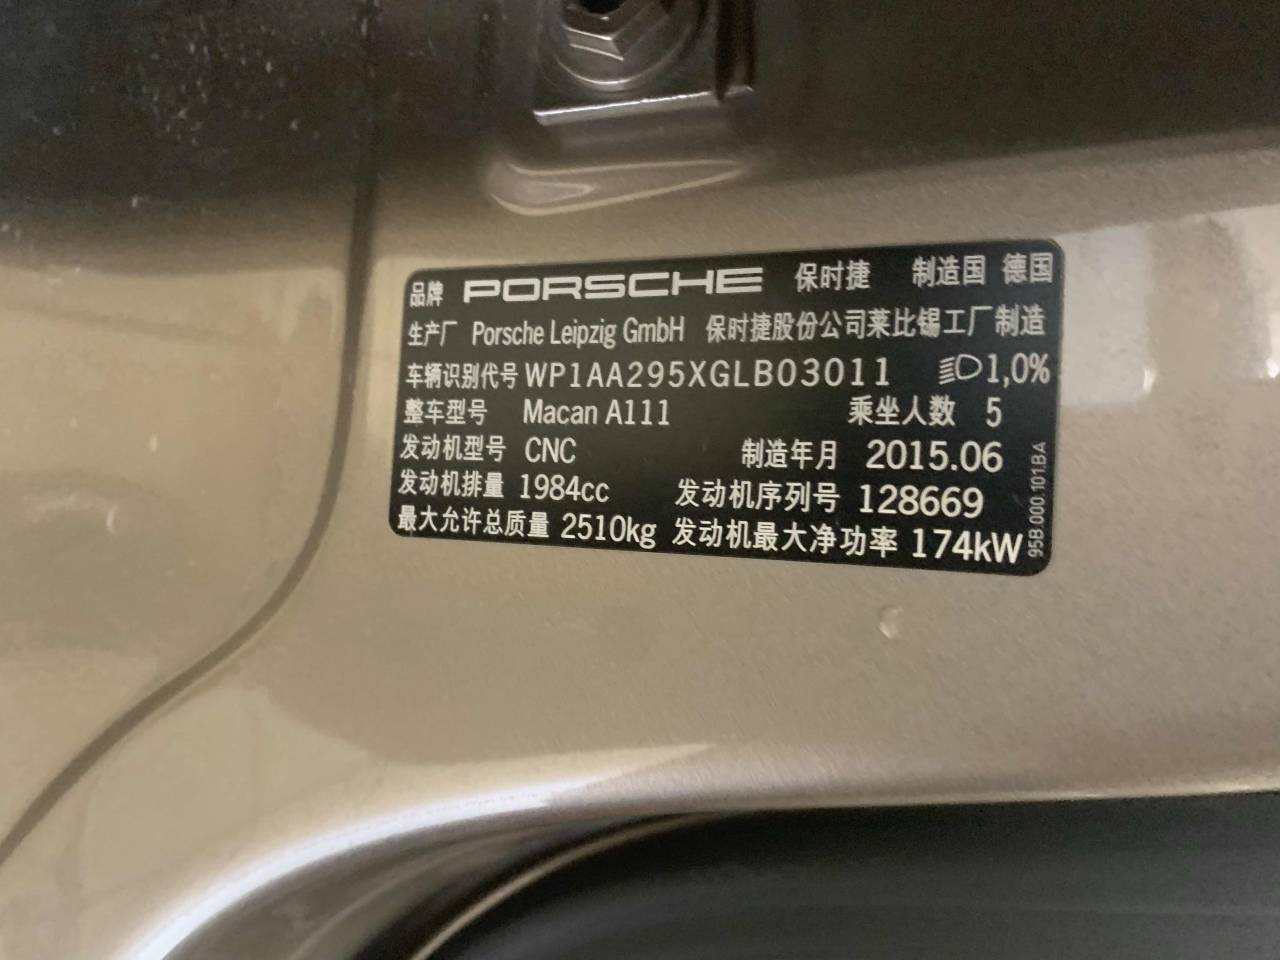 品牌 PORSCHE 保时捷 制造国 德国
生产厂 Porsche Leipzig GmbH 保时捷股份公司莱比锡工厂制造
车辆识别代号 WP1AA295XGLB03011 1,0%
整车型号 Macan A111 乘坐人数 5
发动机型号 CNC 制造年月 2015.06
发动机排量 1984cc 发动机序列号 128669
最大允许总质量 2510kg 发动机最大净功率 174kW
95B.000.101.BA